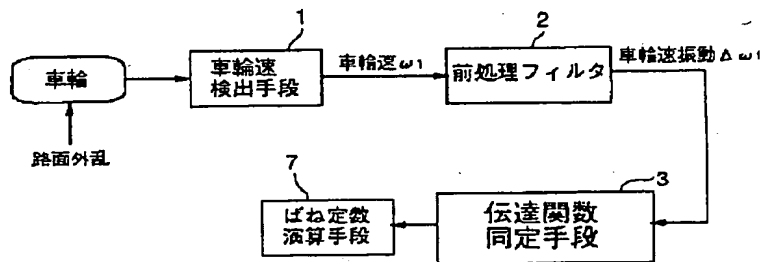 1
2
車輪
車輪速
検出手段
車輪速ω1
前処理フィルタ
車輪速振動Δω1
路面外乱
7
3
ばね定数
演算手段
伝達関数
同定手段